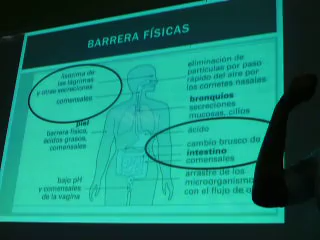 BARRERA FÍSICAS
lisozima de
las lágrimas
y otras secreciones
comensales
piel
barrera física,
ácidos grasos,
comensales
bajo pH
y comensales
de la vagina
eliminación de
partículas por paso
rápido del aire por
los cornetes nasales
bronquios
secreciones
mucosas, cilios
ácido
cambio brusco de
intestino
comensales
arrastre de los
microorganismo
con el flujo de o